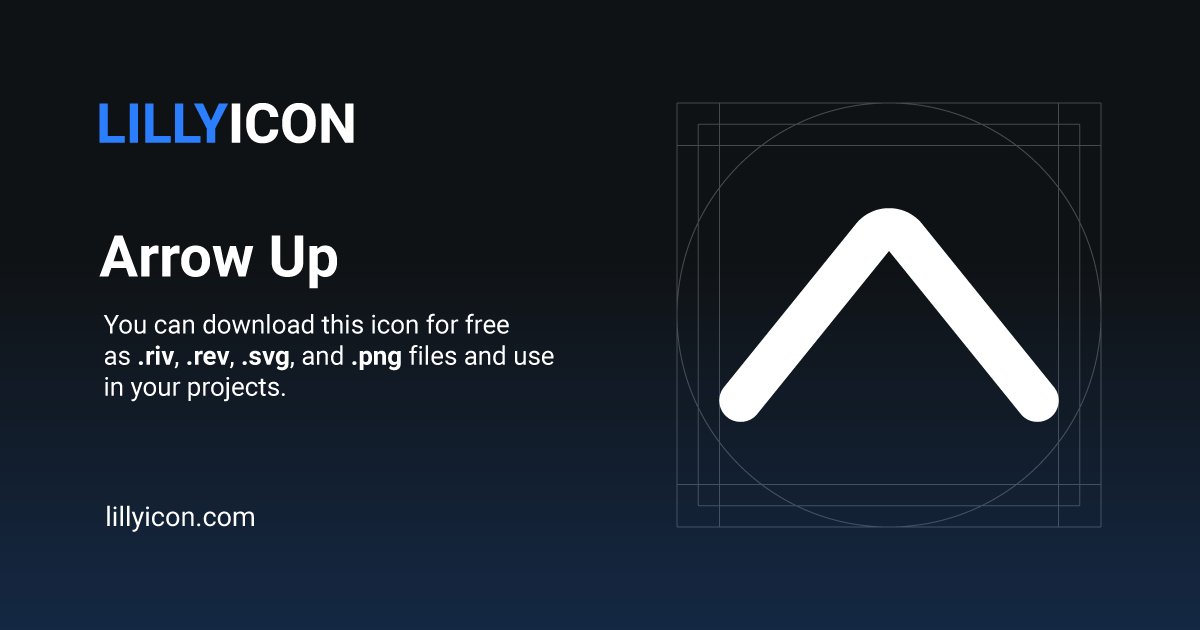 LILLYICON
Arrow Up
You can download this icon for free
as .riv, .rev, .svg, and .png files and use
in your projects.
lillyicon.com